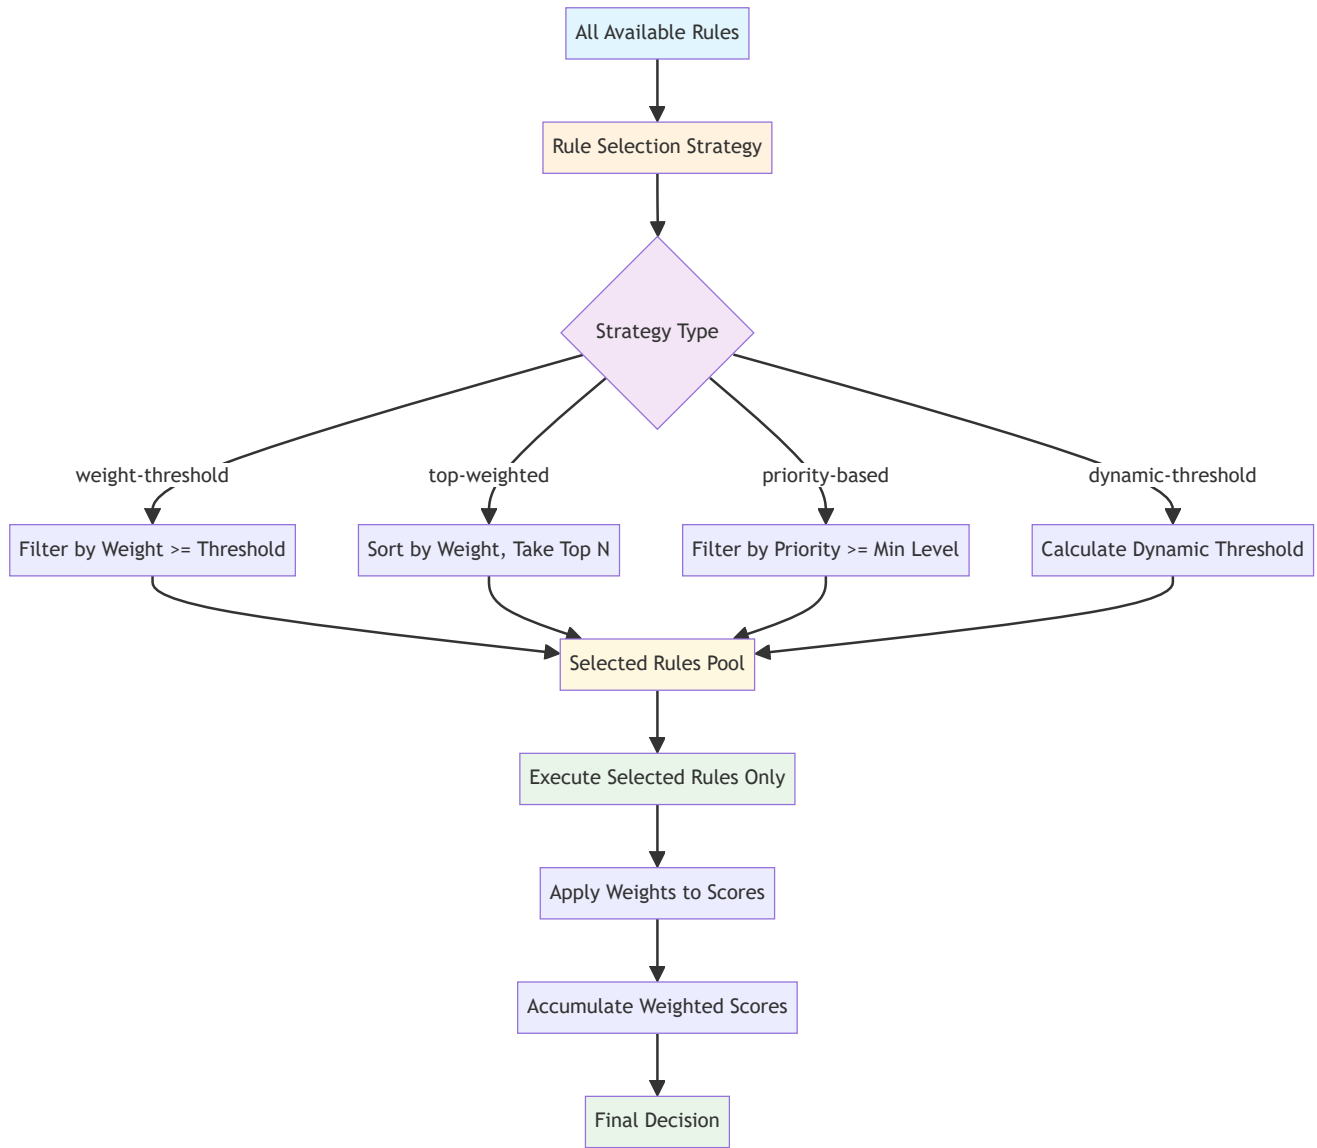 All Available Rules
Rule Selection Strategy
Strategy Type
weight-threshold
top-weighted
priority-based
dynamic-threshold
Filter by Weight >= Threshold
Sort by Weight, Take Top N
Filter by Priority >= Min Level
Calculate Dynamic Threshold
Selected Rules Pool
Execute Selected Rules Only
Apply Weights to Scores
Accumulate Weighted Scores
Final Decision